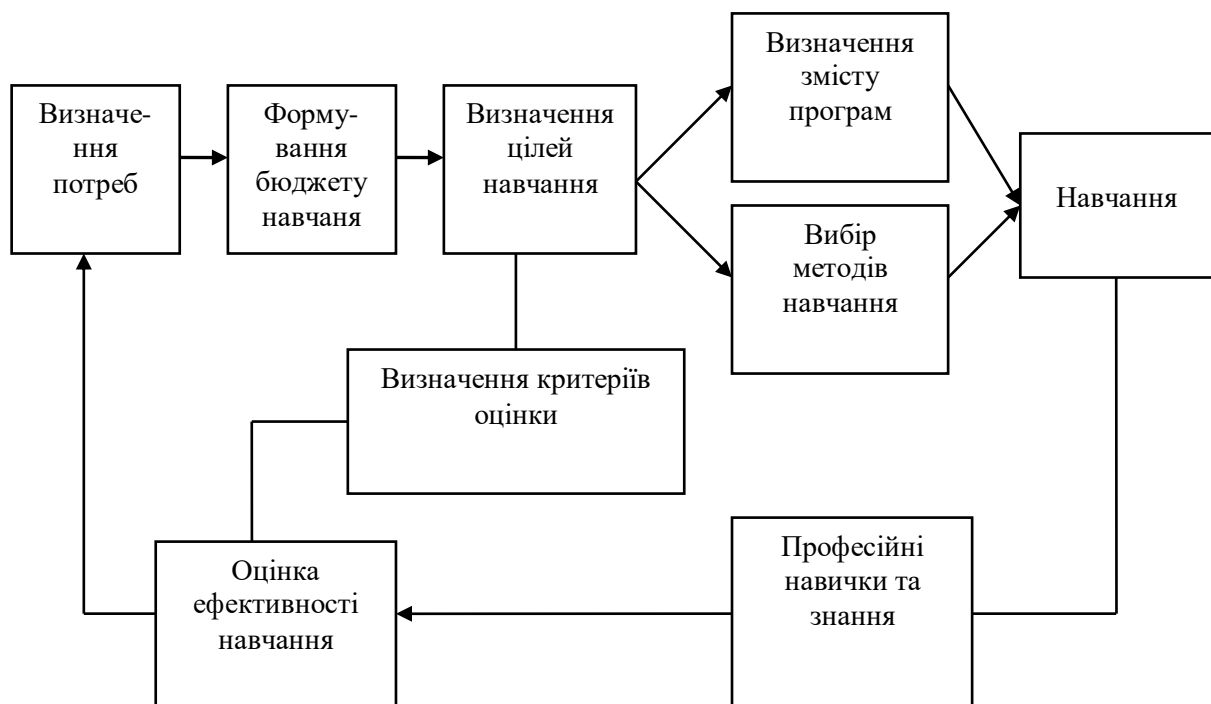 Визначе-
ння
потреб
Форму-
вання
бюджету
навчаня
Визначення
цілей
навчання
Визначення
змісту
програм
Вибір
методів
навчання
Навчання
Визначення критеріїв
оцінки
Оцінка
ефективності
навчання
Професійні
навички та
знання